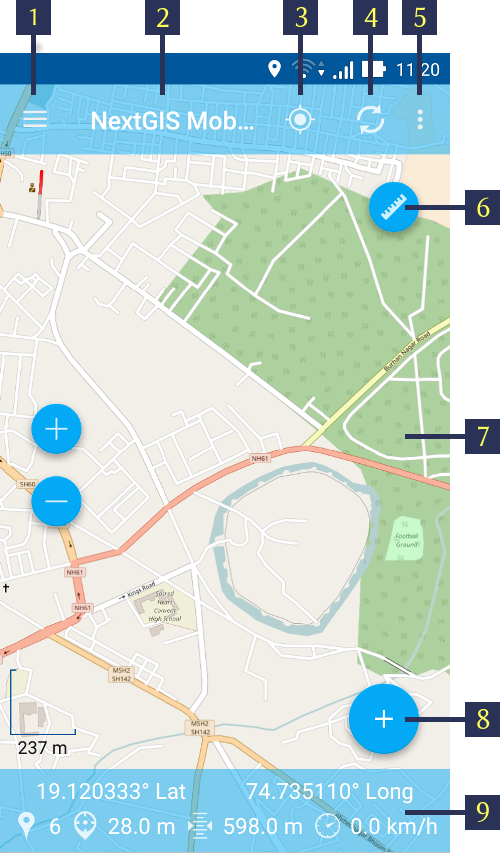 1 2 3 4 5
11:20
NextGIS Mob…
SH60
6
Burhan Nagar Road
7
NH61
SH60
Football
Ground
NH61
Kings Road
NH61
Sacred
Heart
Convent
High School
MSH2
SH142
8
MSH2
SH142
237 m
19.120333° Lat 74.735110° Long
9
6 28.0 m 598.0 m 0.0 km/h